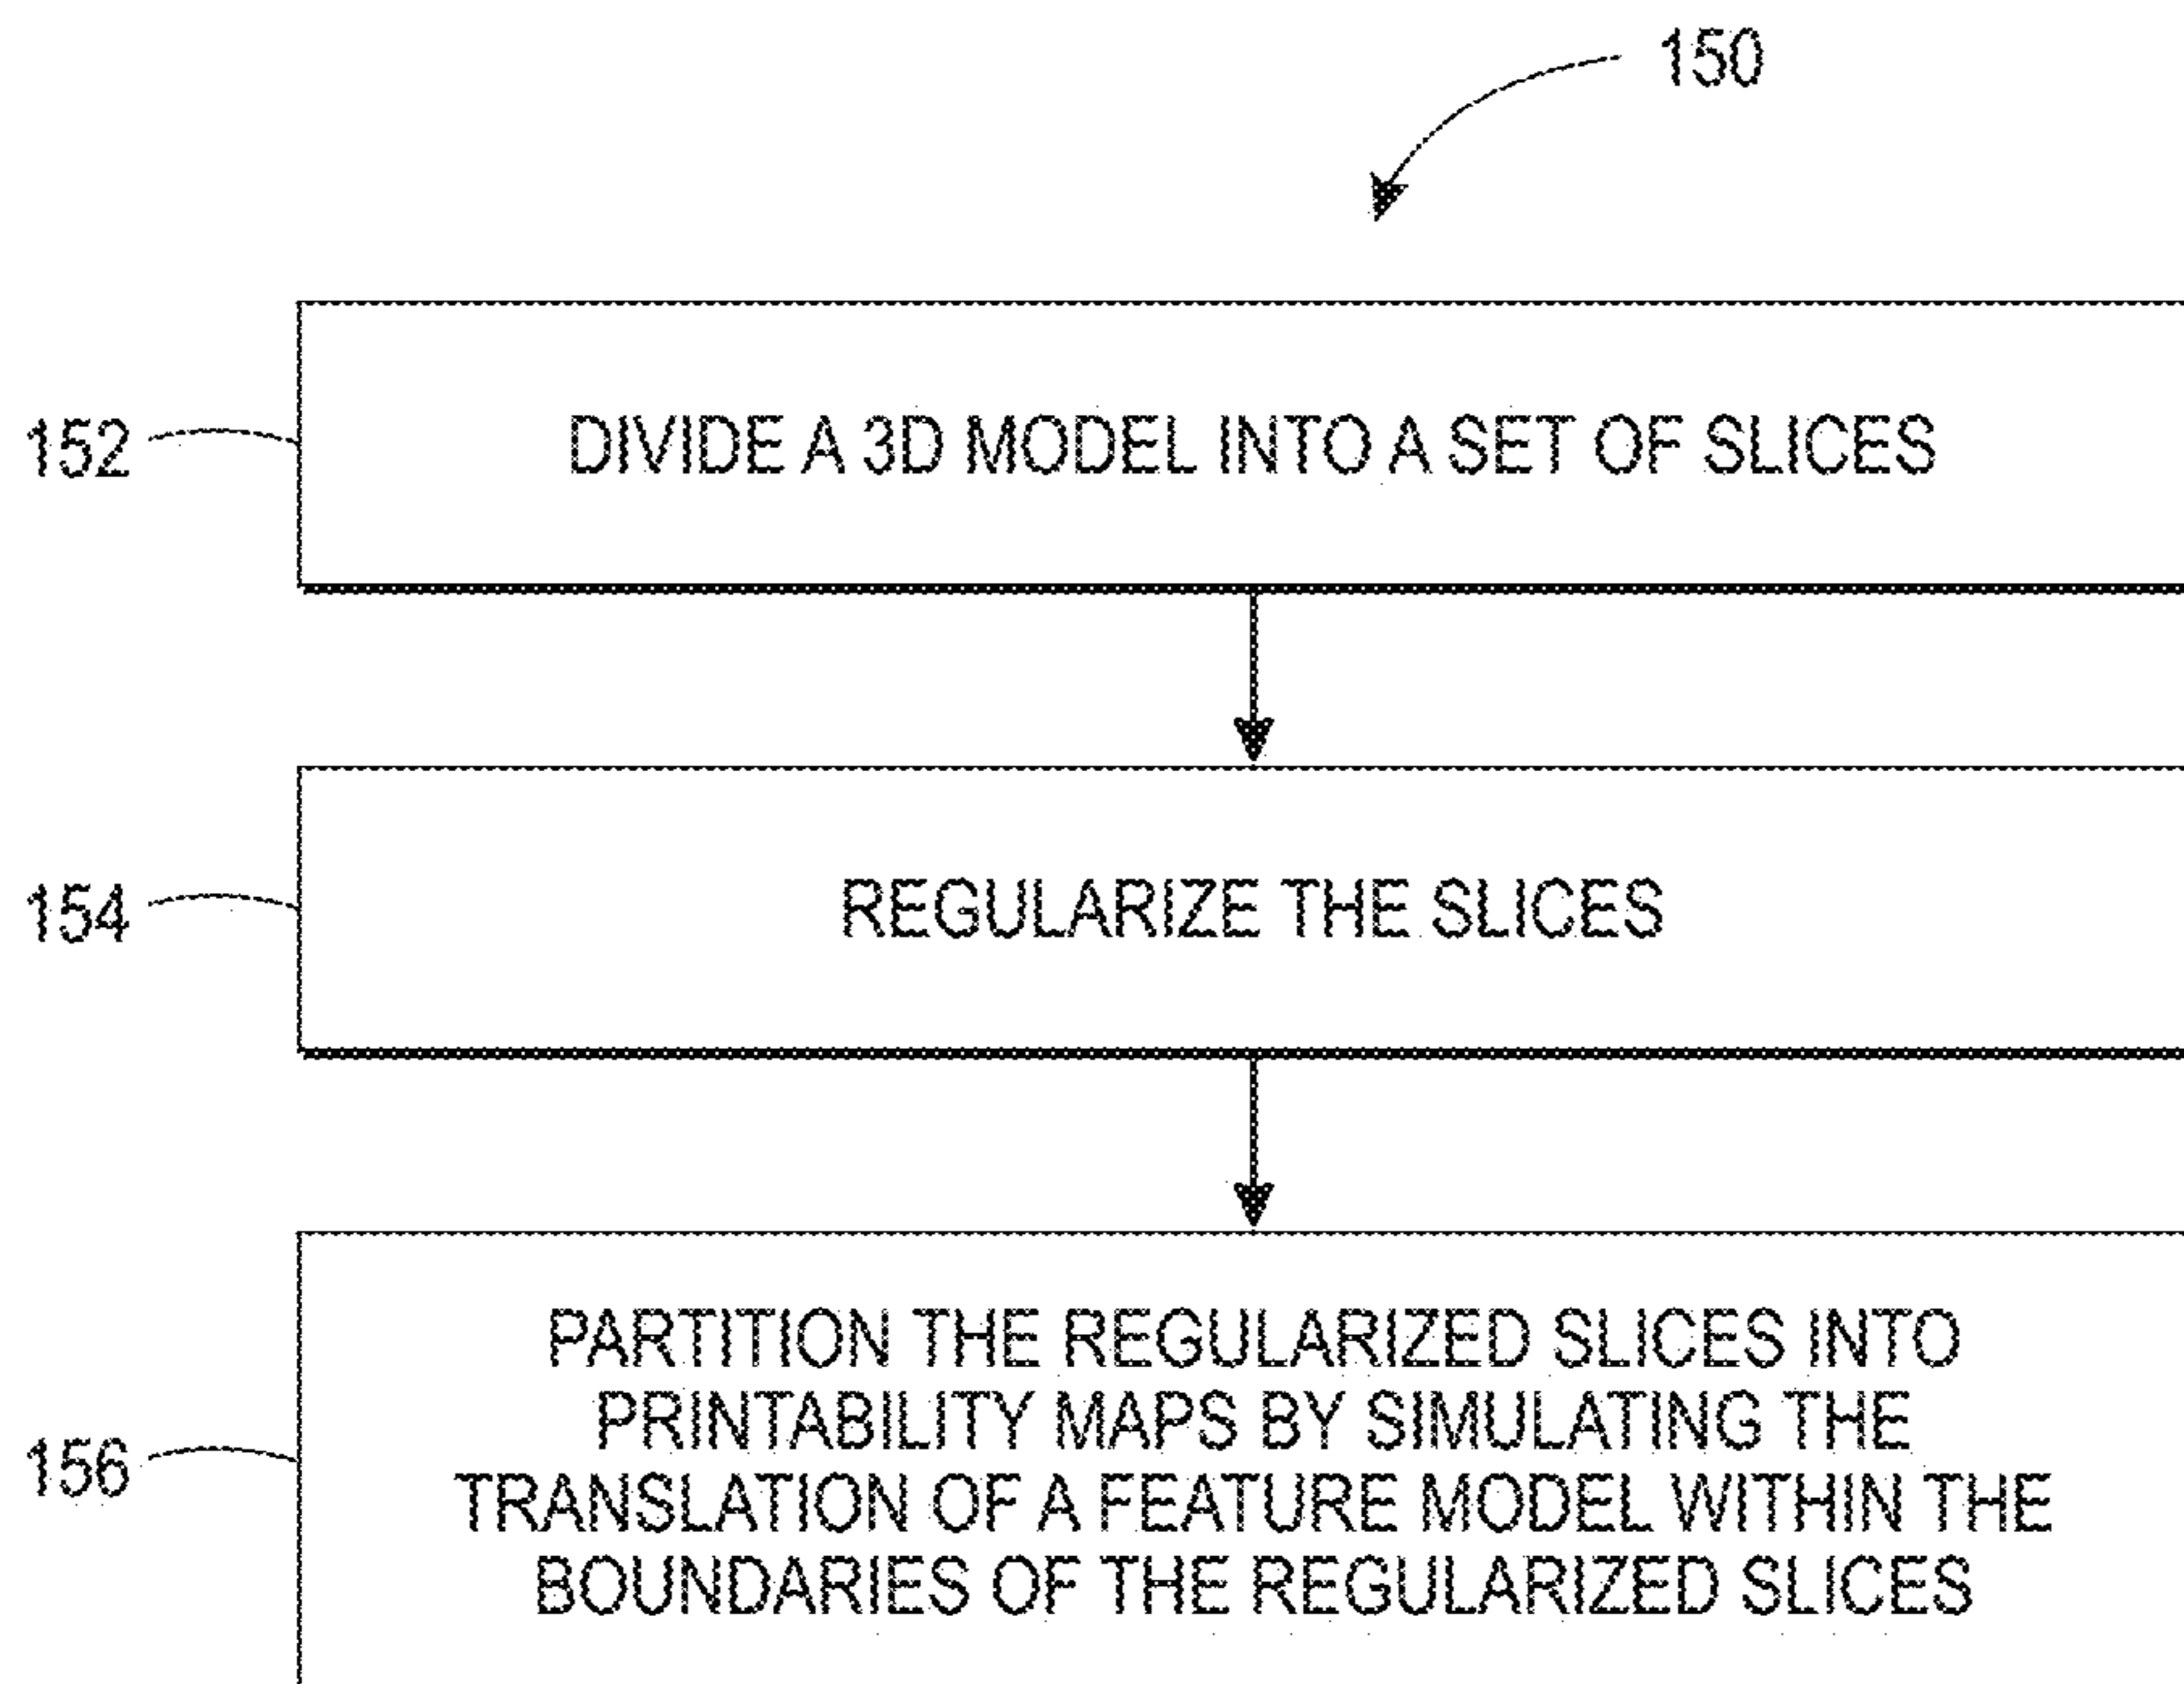 150
152
DIVIDE A 3D MODEL INTO A SET OF SLICES
154
REGULARIZE THE SLICES
156
PARTITION THE REGULARIZED SLICES INTO
PRINTABILITY MAPS BY SIMULATING THE
TRANSLATION OF A FEATURE MODEL WITHIN THE
BOUNDARIES OF THE REGULARIZED SLICES